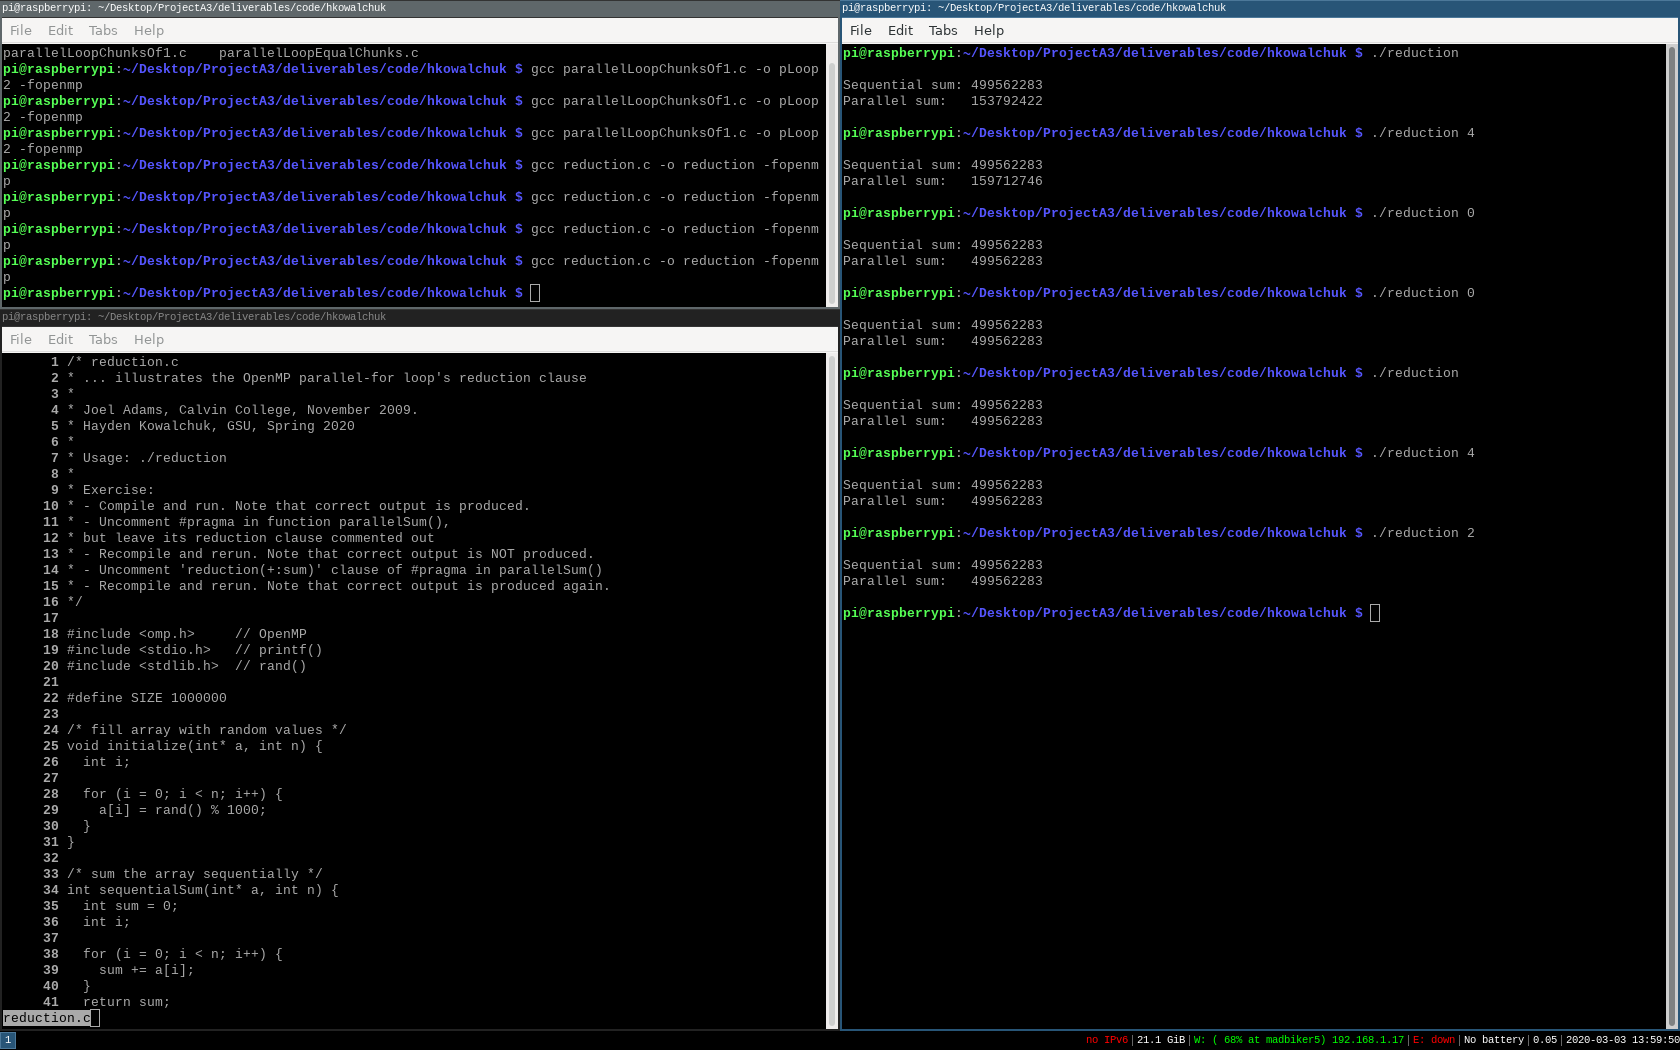 pi@raspberrypi: ~/Desktop/ProjectA3/deliverables/code/hkowalchuk
File Edit Tabs Help
parallelLoopChunksOf1.c    parallelLoopEqualChunks.c
pi@raspberrypi:~/Desktop/ProjectA3/deliverables/code/hkowalchuk $ gcc parallelLoopChunksOf1.c -o pLoop
2 -fopenmp
pi@raspberrypi:~/Desktop/ProjectA3/deliverables/code/hkowalchuk $ gcc parallelLoopChunksOf1.c -o pLoop
2 -fopenmp
pi@raspberrypi:~/Desktop/ProjectA3/deliverables/code/hkowalchuk $ gcc parallelLoopChunksOf1.c -o pLoop
2 -fopenmp
pi@raspberrypi:~/Desktop/ProjectA3/deliverables/code/hkowalchuk $ gcc reduction.c -o reduction -fopenm
p
pi@raspberrypi:~/Desktop/ProjectA3/deliverables/code/hkowalchuk $ gcc reduction.c -o reduction -fopenm
p
pi@raspberrypi:~/Desktop/ProjectA3/deliverables/code/hkowalchuk $ gcc reduction.c -o reduction -fopenm
p
pi@raspberrypi:~/Desktop/ProjectA3/deliverables/code/hkowalchuk $ gcc reduction.c -o reduction -fopenm
p
pi@raspberrypi:~/Desktop/ProjectA3/deliverables/code/hkowalchuk $
pi@raspberrypi: ~/Desktop/ProjectA3/deliverables/code/hkowalchuk
File Edit Tabs Help
1 /* reduction.c
2 * ... illustrates the OpenMP parallel-for loop's reduction clause
3 *
4 * Joel Adams, Calvin College, November 2009.
5 * Hayden Kowalchuk, GSU, Spring 2020
6 *
7 * Usage: ./reduction
8 *
9 * Exercise:
10 * - Compile and run. Note that correct output is produced.
11 * - Uncomment #pragma in function parallelSum(),
12 * but leave its reduction clause commented out
13 * - Recompile and rerun. Note that correct output is NOT produced.
14 * - Uncomment 'reduction(+:sum)' clause of #pragma in parallelSum()
15 * - Recompile and rerun. Note that correct output is produced again.
16 */
17
18 #include <omp.h>     // OpenMP
19 #include <stdio.h>   // printf()
20 #include <stdlib.h>  // rand()
21
22 #define SIZE 1000000
23
24 /* fill array with random values */
25 void initialize(int* a, int n) {
26   int i;
27
28   for (i = 0; i < n; i++) {
29     a[i] = rand() % 1000;
30   }
31 }
32
33 /* sum the array sequentially */
34 int sequentialSum(int* a, int n) {
35   int sum = 0;
36   int i;
37
38   for (i = 0; i < n; i++) {
39     sum += a[i];
40   }
41   return sum;
reduction.c
pi@raspberrypi: ~/Desktop/ProjectA3/deliverables/code/hkowalchuk
File Edit Tabs Help
pi@raspberrypi:~/Desktop/ProjectA3/deliverables/code/hkowalchuk $ ./reduction
Sequential sum: 499562283
Parallel sum:   153792422
pi@raspberrypi:~/Desktop/ProjectA3/deliverables/code/hkowalchuk $ ./reduction 4
Sequential sum: 499562283
Parallel sum:   159712746
pi@raspberrypi:~/Desktop/ProjectA3/deliverables/code/hkowalchuk $ ./reduction 0
Sequential sum: 499562283
Parallel sum:   499562283
pi@raspberrypi:~/Desktop/ProjectA3/deliverables/code/hkowalchuk $ ./reduction 0
Sequential sum: 499562283
Parallel sum:   499562283
pi@raspberrypi:~/Desktop/ProjectA3/deliverables/code/hkowalchuk $ ./reduction
Sequential sum: 499562283
Parallel sum:   499562283
pi@raspberrypi:~/Desktop/ProjectA3/deliverables/code/hkowalchuk $ ./reduction 4
Sequential sum: 499562283
Parallel sum:   499562283
pi@raspberrypi:~/Desktop/ProjectA3/deliverables/code/hkowalchuk $ ./reduction 2
Sequential sum: 499562283
Parallel sum:   499562283
pi@raspberrypi:~/Desktop/ProjectA3/deliverables/code/hkowalchuk $
1 no IPv6|21.1 GiB|W: ( 68% at madbiker5) 192.168.1.17|E: down|No battery|0.05|2020-03-03 13:59:50